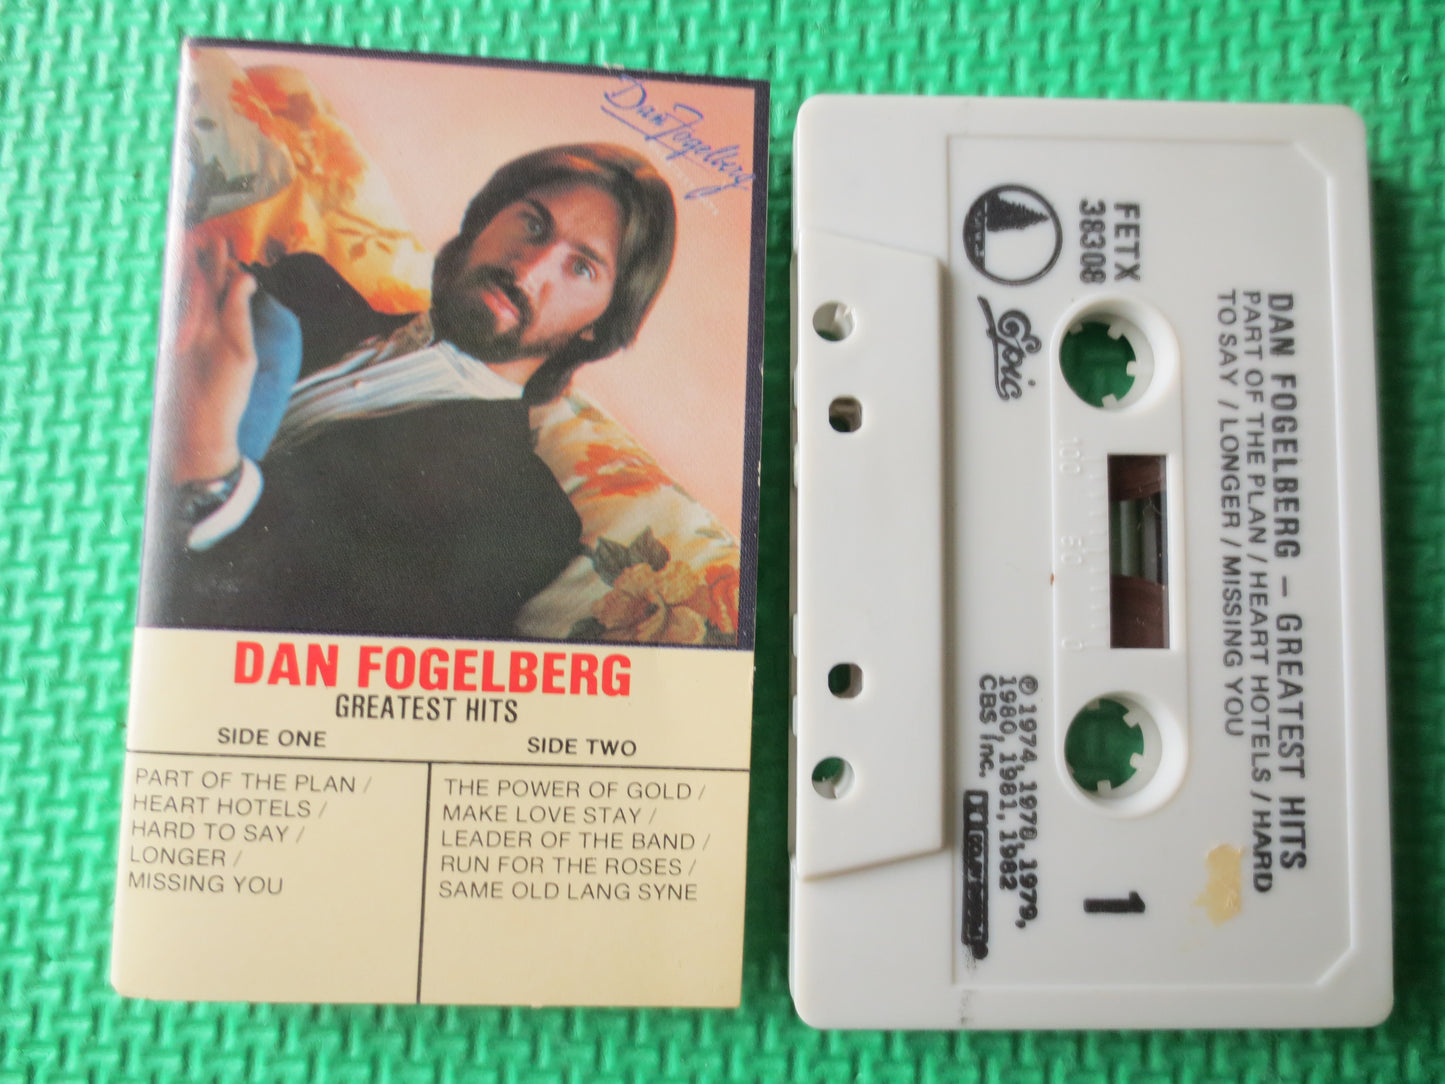 Dan Fogelberg
DAN FOGELBERG
GREATEST HITS
SIDE ONE
PART OF THE PLAN /
HEART HOTELS /
HARD TO SAY /
LONGER /
MISSING YOU
SIDE TWO
THE POWER OF GOLD /
MAKE LOVE STAY /
LEADER OF THE BAND /
RUN FOR THE ROSES /
SAME OLD LANG SYNE
DAN FOGELBERG – GREATEST HITS
PART OF THE PLAN / HEART HOTELS / HARD
TO SAY / LONGER / MISSING YOU
FETX
38308
Epic
100 50 0
1
℗ 1974, 1978, 1979,
1980, 1981, 1982
CBS Inc.